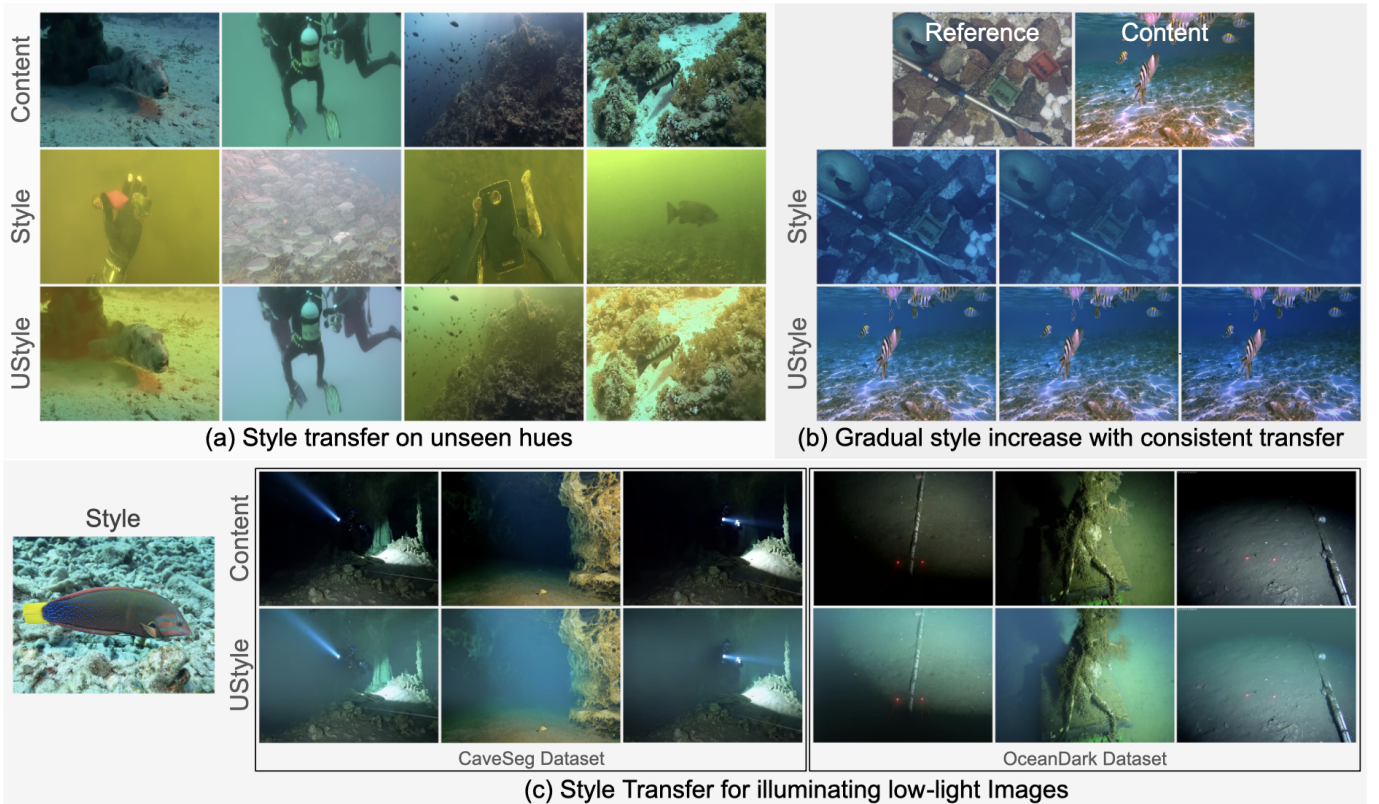 Content
Style
UStyle
(a) Style transfer on unseen hues
Reference
Content
Style
UStyle
(b) Gradual style increase with consistent transfer
Style
Content
UStyle
CaveSeg Dataset
OceanDark Dataset
(c) Style Transfer for illuminating low-light Images